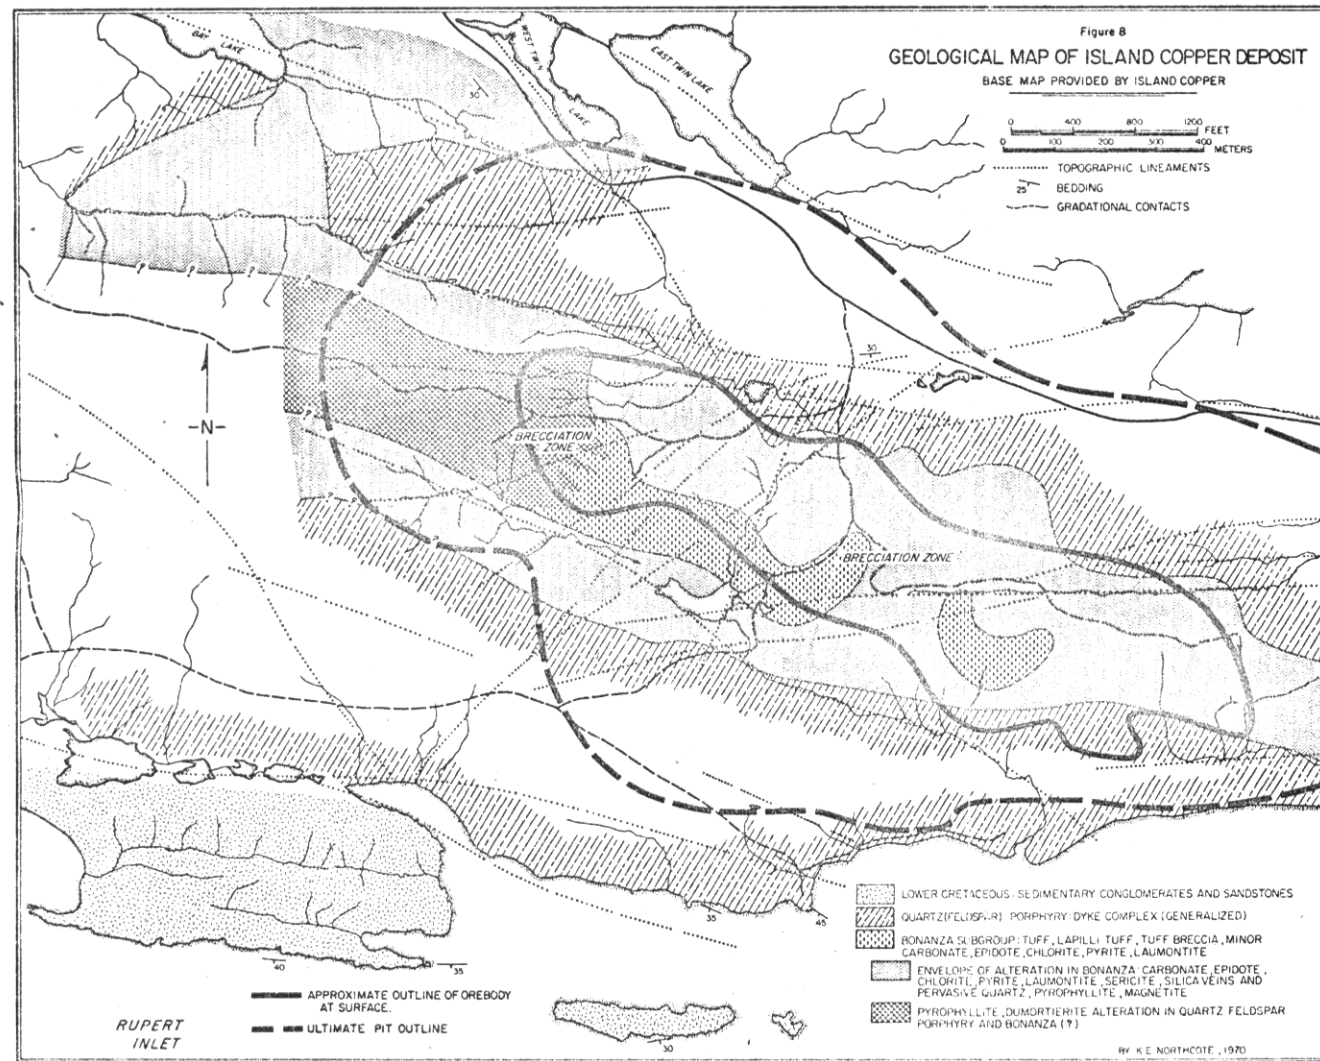 Figure 8
GEOLOGICAL MAP OF ISLAND COPPER DEPOSIT
BASE MAP PROVIDED BY ISLAND COPPER
0 400 800 1200
FEET
0 100 200 300 400
METERS
TOPOGRAPHIC LINEAMENTS
25 BEDDING
GRADATIONAL CONTACTS
BAY LAKE
WEST TWIN
LAKE
EAST TWIN LAKE
30
? ? ? ?
30
-N-
?
BRECCIATION
ZONE
? ?
?
BRECCIATION ZONE
35
45
40
35
30
LOWER CRETACEOUS: SEDIMENTARY CONGLOMERATES AND SANDSTONES
QUARTZ(FELDSPAR) PORPHYRY: DYKE COMPLEX (GENERALIZED)
BONANZA SUBGROUP: TUFF, LAPILLI TUFF, TUFF BRECCIA, MINOR
CARBONATE, EPIDOTE, CHLORITE, PYRITE, LAUMONTITE
ENVELOPE OF ALTERATION IN BONANZA: CARBONATE, EPIDOTE,
CHLORITE, PYRITE, LAUMONTITE, SERICITE, SILICA VEINS AND
PERVASIVE QUARTZ, PYROPHYLLITE, MAGNETITE
PYROPHYLLITE, DUMORTIERITE ALTERATION IN QUARTZ FELDSPAR
PORPHYRY AND BONANZA (?)
APPROXIMATE OUTLINE OF OREBODY
AT SURFACE.
ULTIMATE PIT OUTLINE
RUPERT
INLET
BY K.E. NORTHCOTE, 1970